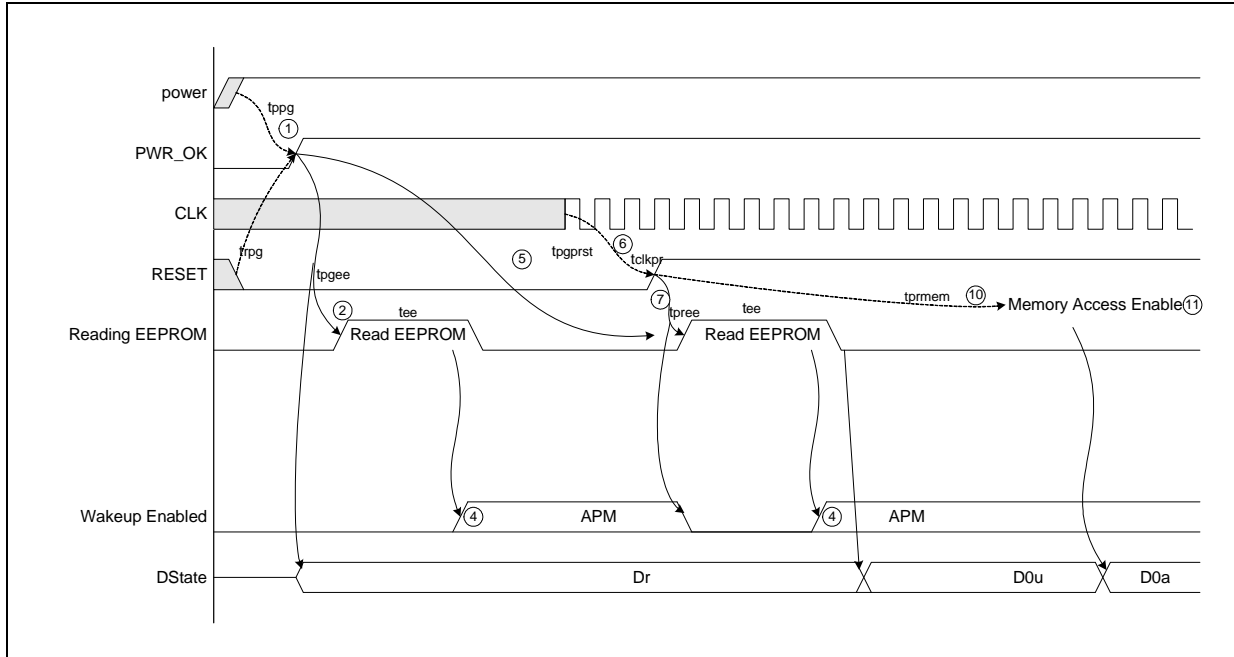 power
tppg
1
PWR_OK
CLK
6
trpg
5
tpgprst
tclkpr
RESET
tpgee
7
tprmem
10
Memory Access Enable 11
2
tee
tpree
tee
Reading EEPROM
Read EEPROM
Read EEPROM
Wakeup Enabled
4
APM
4
APM
DState
Dr
D0u
D0a